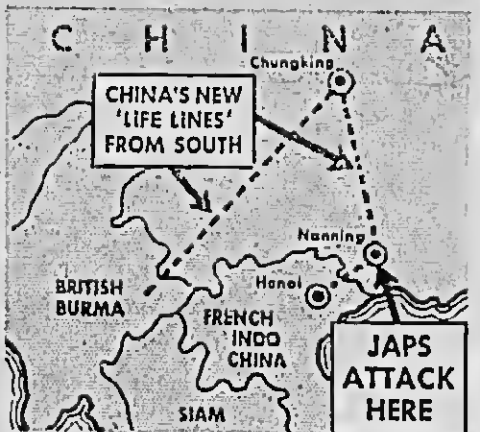 C H I N A
Chungking
CHINA'S NEW
'LIFE LINES'
FROM SOUTH
Nanning
Hanoi
BRITISH
BURMA
FRENCH
INDO
CHINA
SIAM
JAPS
ATTACK
HERE